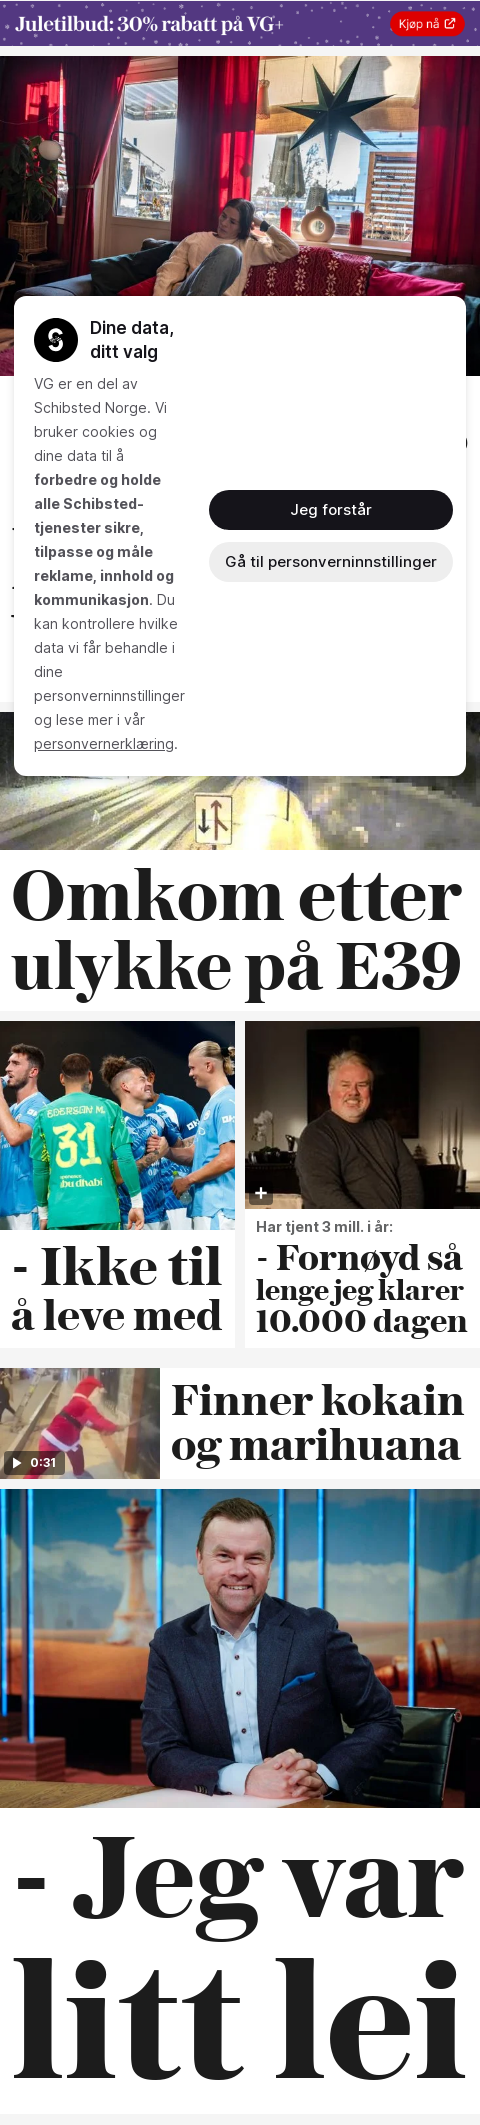 Juletilbud: 30% rabatt på VG+
Kjøp nå
Dine data,
ditt valg
VG er en del av
Schibsted Norge. Vi
bruker cookies og
dine data til å
forbedre og holde
alle Schibsted-
tjenester sikre,
tilpasse og måle
reklame, innhold og
kommunikasjon. Du
kan kontrollere hvilke
data vi får behandle i
dine
personverninnstillinger
og lese mer i vår
personvernerklæring.
Jeg forstår
Gå til personverninnstillinger
Omkom etter
ulykke på E39
EDERSON M.
31
abu dhabi
- Ikke til
å leve med
Har tjent 3 mill. i år:
- Fornøyd så
lenge jeg klarer
10.000 dagen
0:31
Finner kokain
og marihuana
- Jeg var
litt lei